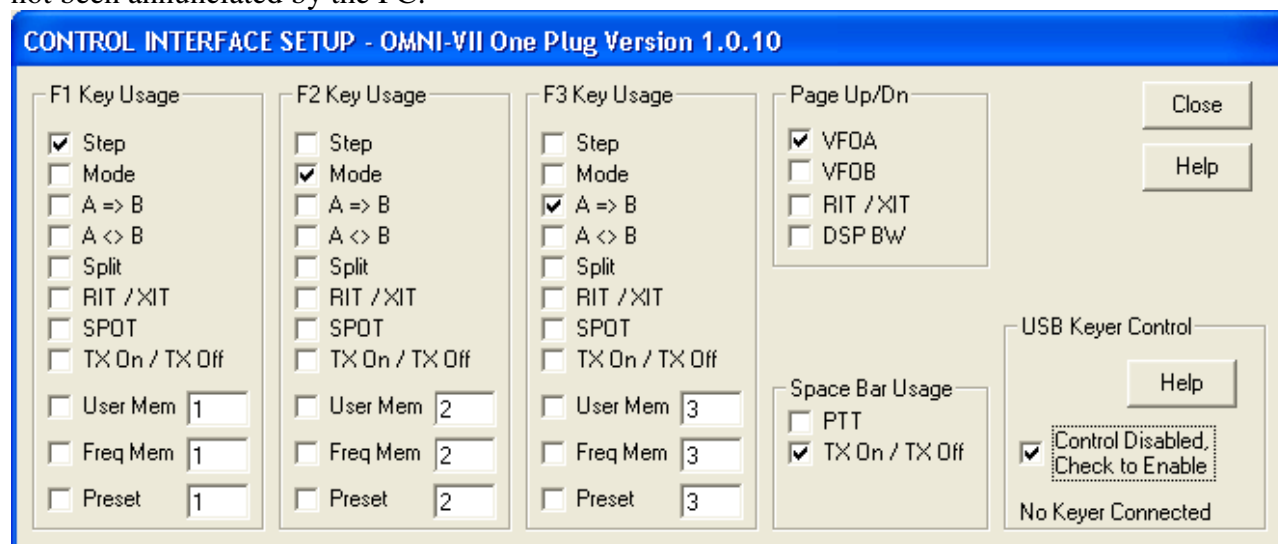 not been annunciated by the PC.
CONTROL INTERFACE SETUP - OMNI-VII One Plug Version 1.0.10
F1 Key Usage
Step
Mode
A => B
A <> B
Split
RIT / XIT
SPOT
TX On / TX Off
User Mem 1
Freq Mem 1
Preset 1
F2 Key Usage
Step
Mode
A => B
A <> B
Split
RIT / XIT
SPOT
TX On / TX Off
User Mem 2
Freq Mem 2
Preset 2
F3 Key Usage
Step
Mode
A => B
A <> B
Split
RIT / XIT
SPOT
TX On / TX Off
User Mem 3
Freq Mem 3
Preset 3
Page Up/Dn
VFOA
VFOB
RIT / XIT
DSP BW
Space Bar Usage
PTT
TX On / TX Off
Close
Help
USB Keyer Control
Help
Control Disabled,
Check to Enable
No Keyer Connected